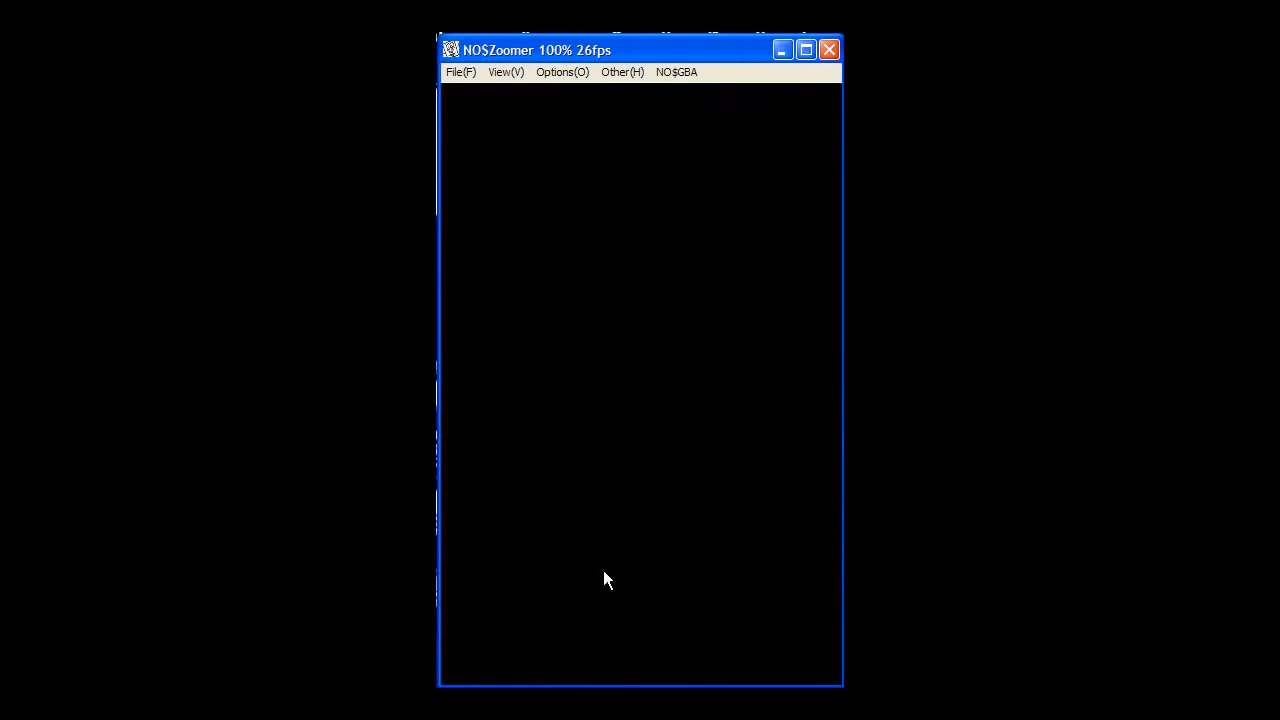 NO$Zoomer 100% 26fps
File(F) View(V) Options(O) Other(H) NO$GBA